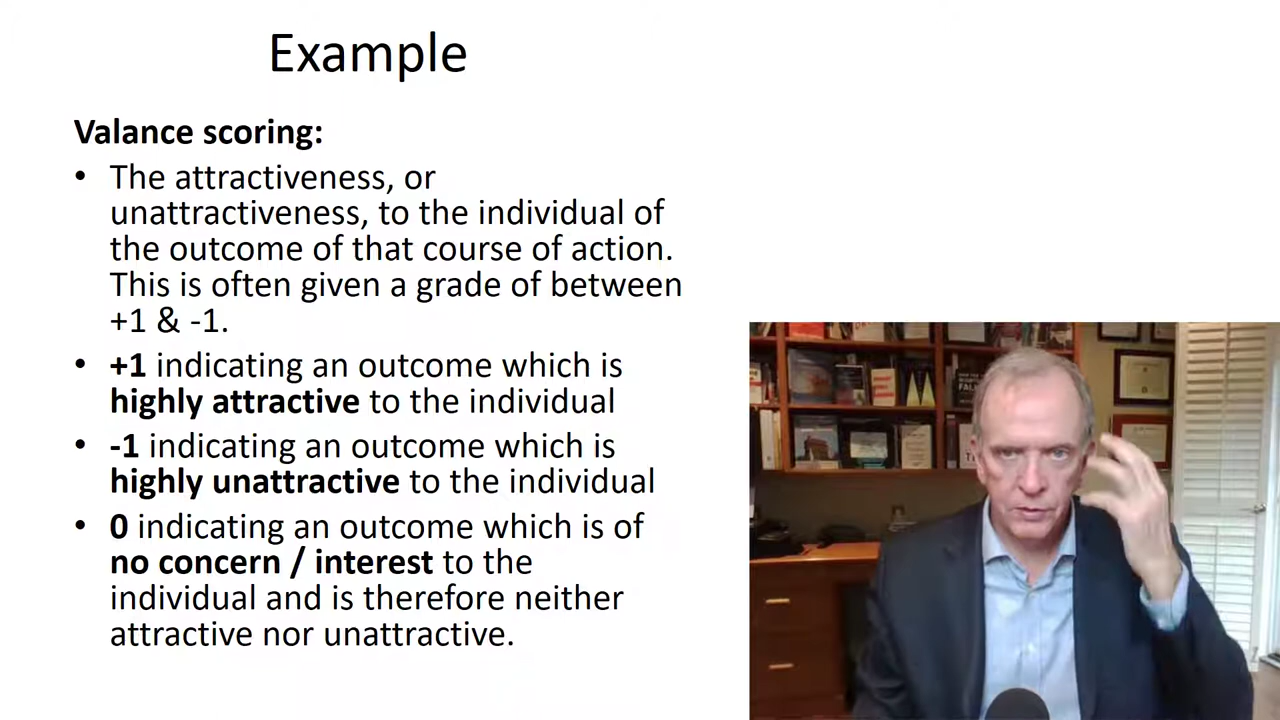 Example
Valance scoring:
• The attractiveness, or
unattractiveness, to the individual of
the outcome of that course of action.
This is often given a grade of between
+1 & -1.
• +1 indicating an outcome which is
highly attractive to the individual
• -1 indicating an outcome which is
highly unattractive to the individual
• 0 indicating an outcome which is of
no concern / interest to the
individual and is therefore neither
attractive nor unattractive.